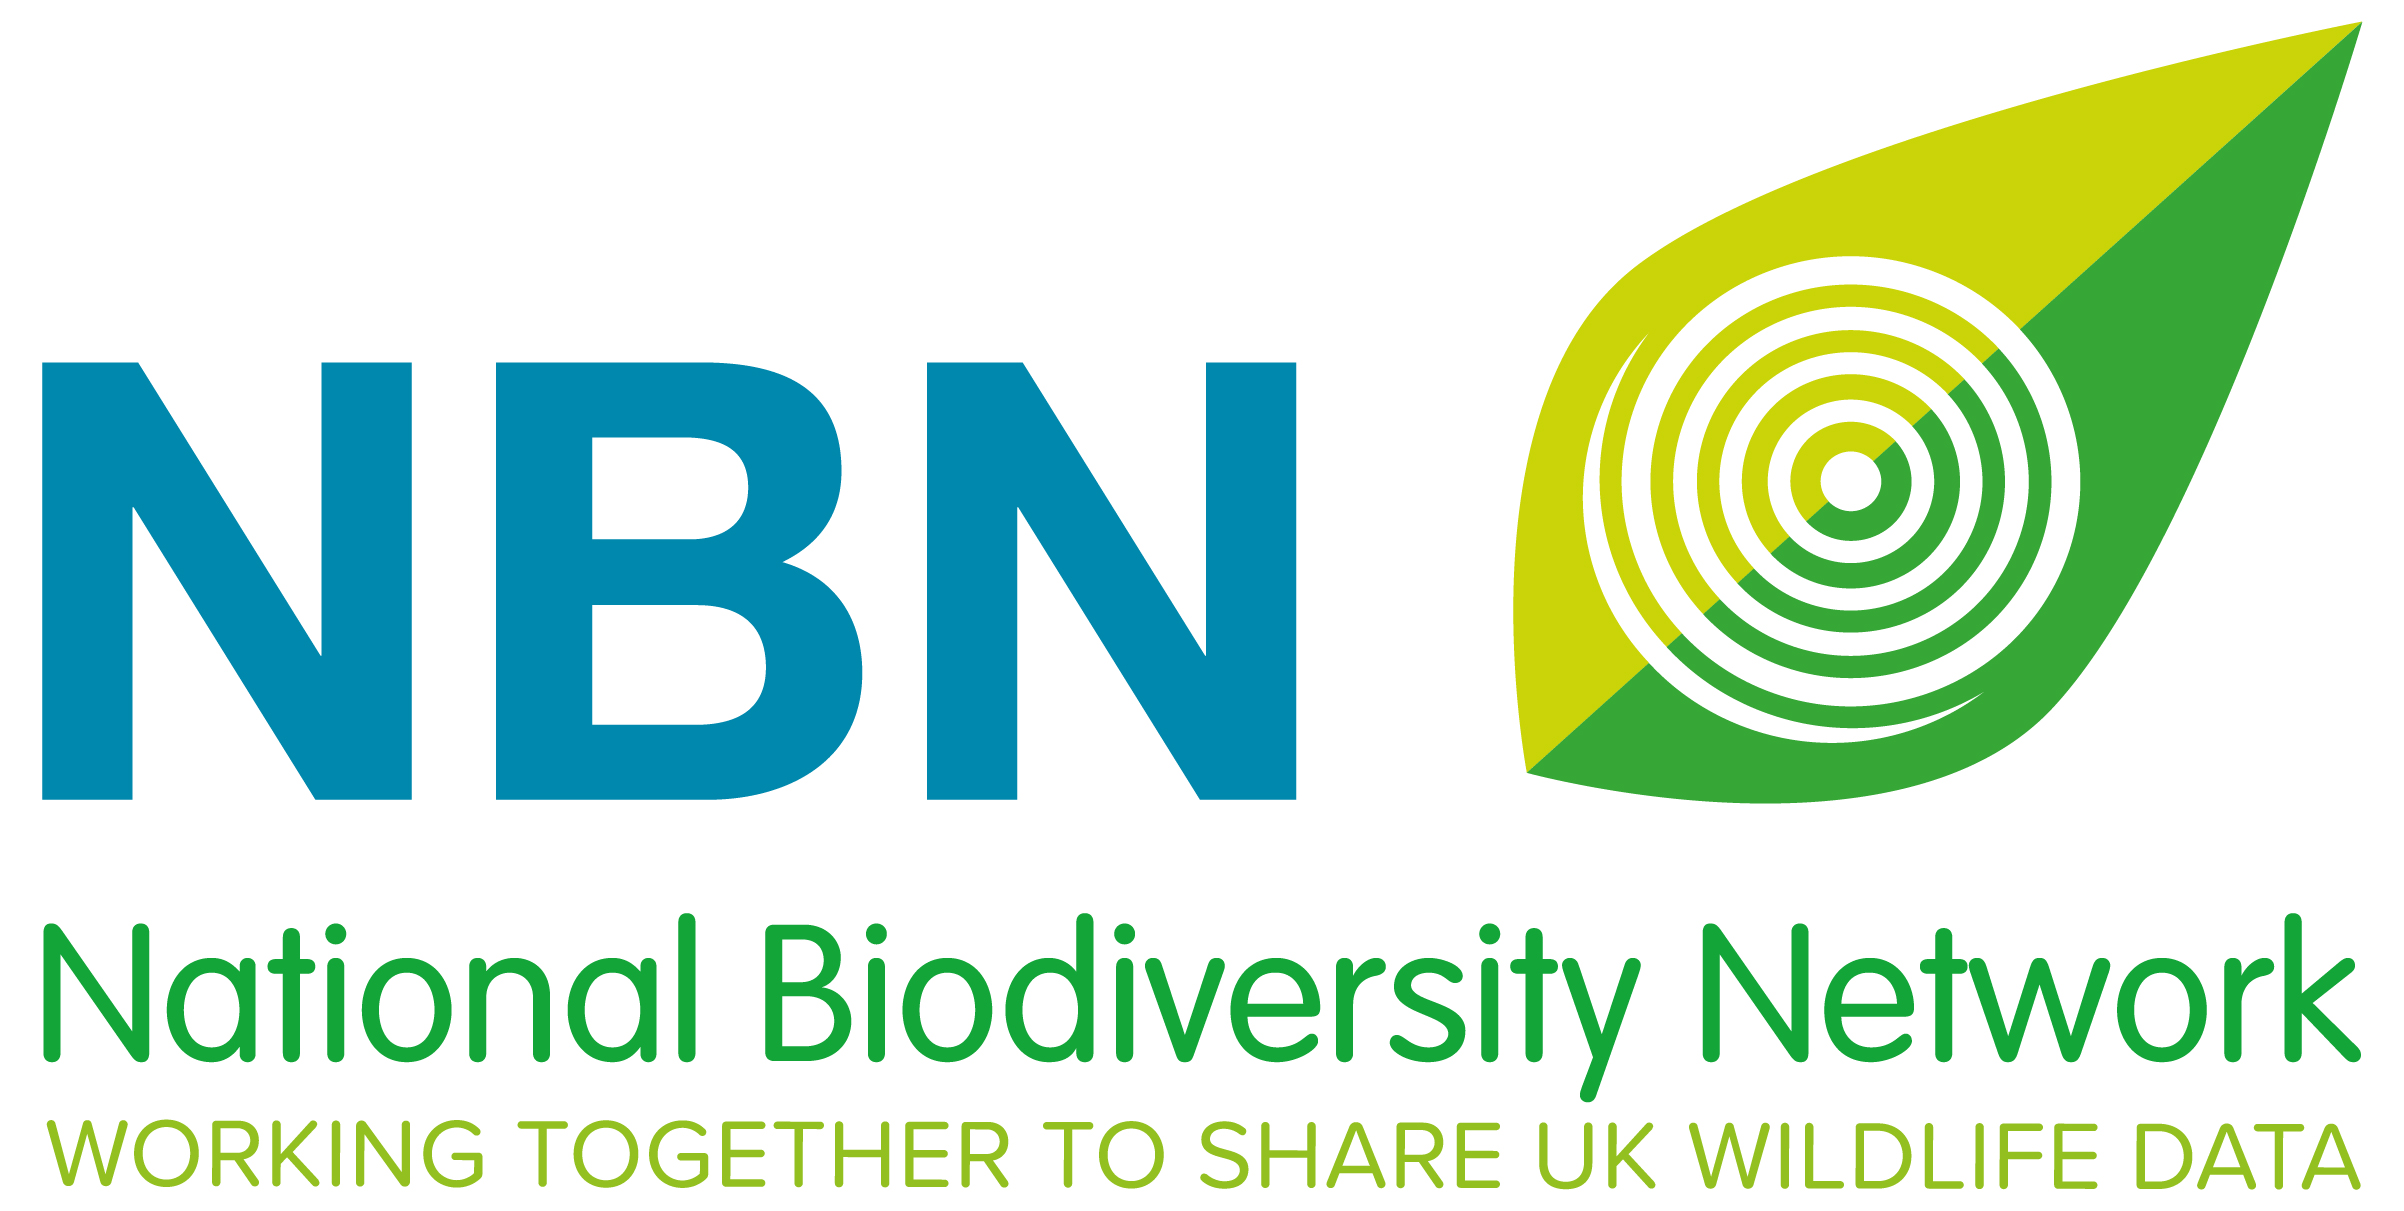 NBN
National Biodiversity Network
WORKING TOGETHER TO SHARE UK WILDLIFE DATA